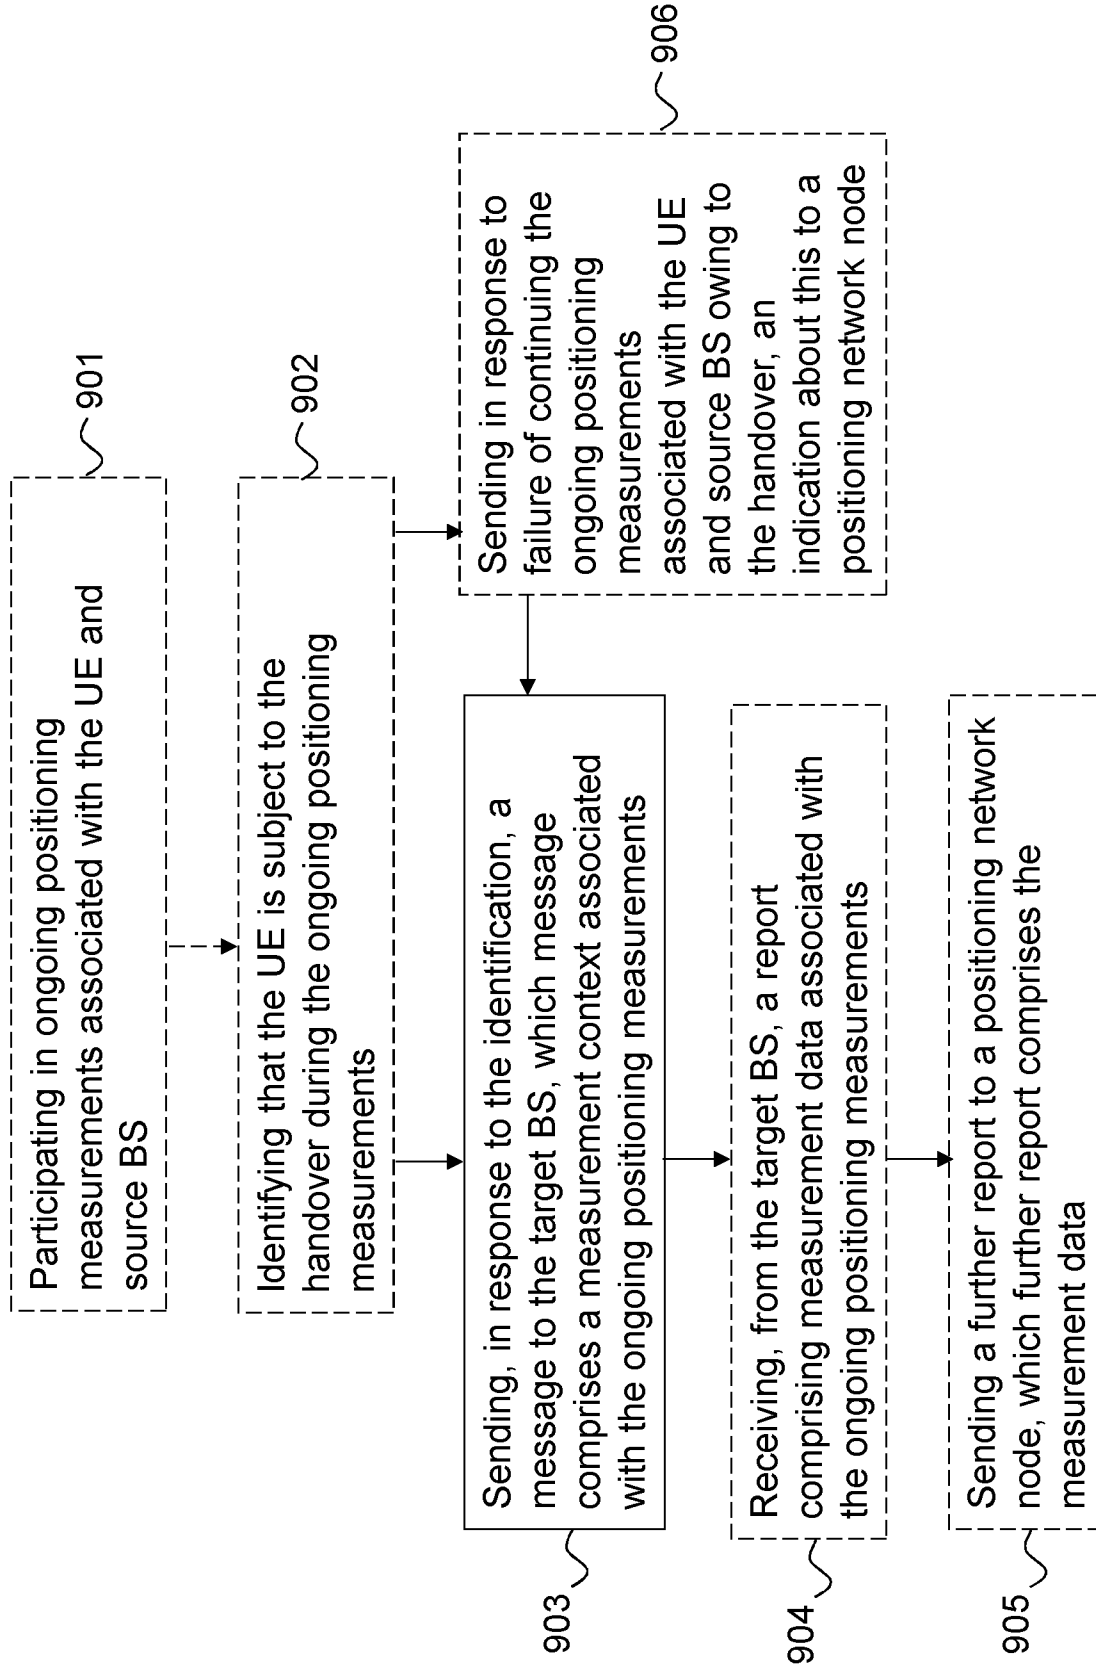 Participating in ongoing positioning
measurements associated with the UE and
source BS
901
Identifying that the UE is subject to the
handover during the ongoing positioning
measurements
902
Sending, in response to the identification, a
message to the target BS, which message
comprises a measurement context associated
with the ongoing positioning measurements
903
Sending in response to
failure of continuing the
ongoing positioning
measurements
associated with the UE
and source BS owing to
the handover, an
indication about this to a
positioning network node
906
Receiving, from the target BS, a report
comprising measurement data associated with
the ongoing positioning measurements
904
Sending a further report to a positioning network
node, which further report comprises the
measurement data
905